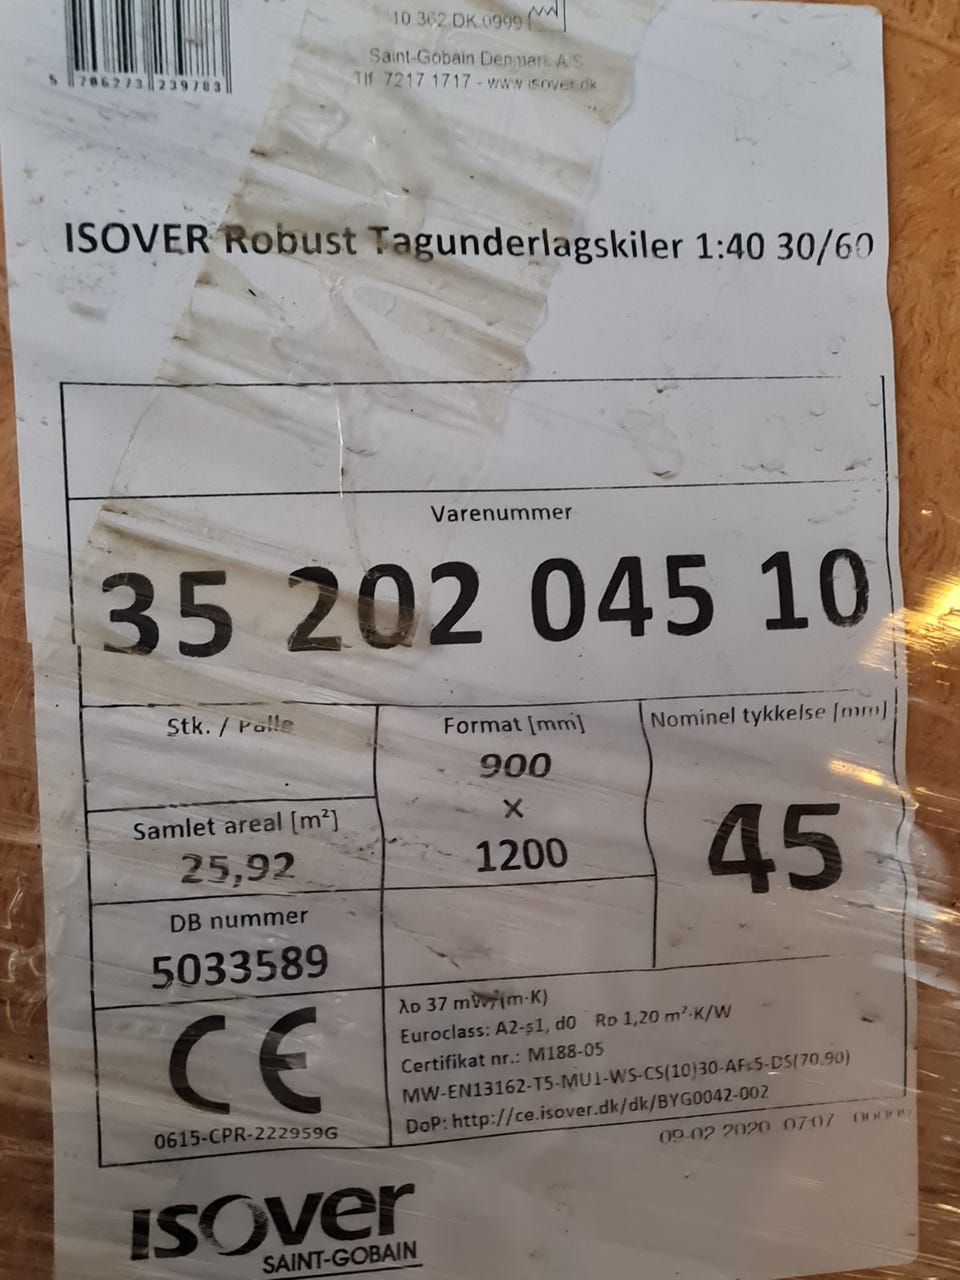 10.362.DK.0999
5 706273 239783
Saint-Gobain Denmark A/S
Tlf 7217 1717 - www.isover.dk
ISOVER Robust Tagunderlagskiler 1:40 30/60
Varenummer
35 202 045 10
Stk. / Palle
Format [mm]
900
x
1200
Nominel tykkelse [mm]
45
Samlet areal [m²]
25,92
DB nummer
5033589
CE
0615-CPR-222959G
λD 37 mW/(m·K)
Euroclass: A2-s1, d0 RD 1,20 m²·K/W
Certifikat nr.: M188-05
MW-EN13162-T5-MU1-WS-CS(10)30-AFr5-DS(70.90)
DoP: http://ce.isover.dk/dk/BYG0042-002
09-02 2020 07:07
isover
SAINT-GOBAIN